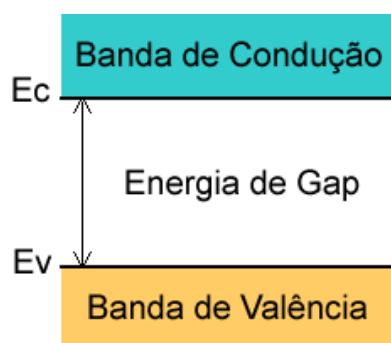 Banda de Condução
Ec
Energia de Gap
Ev
Banda de Valência